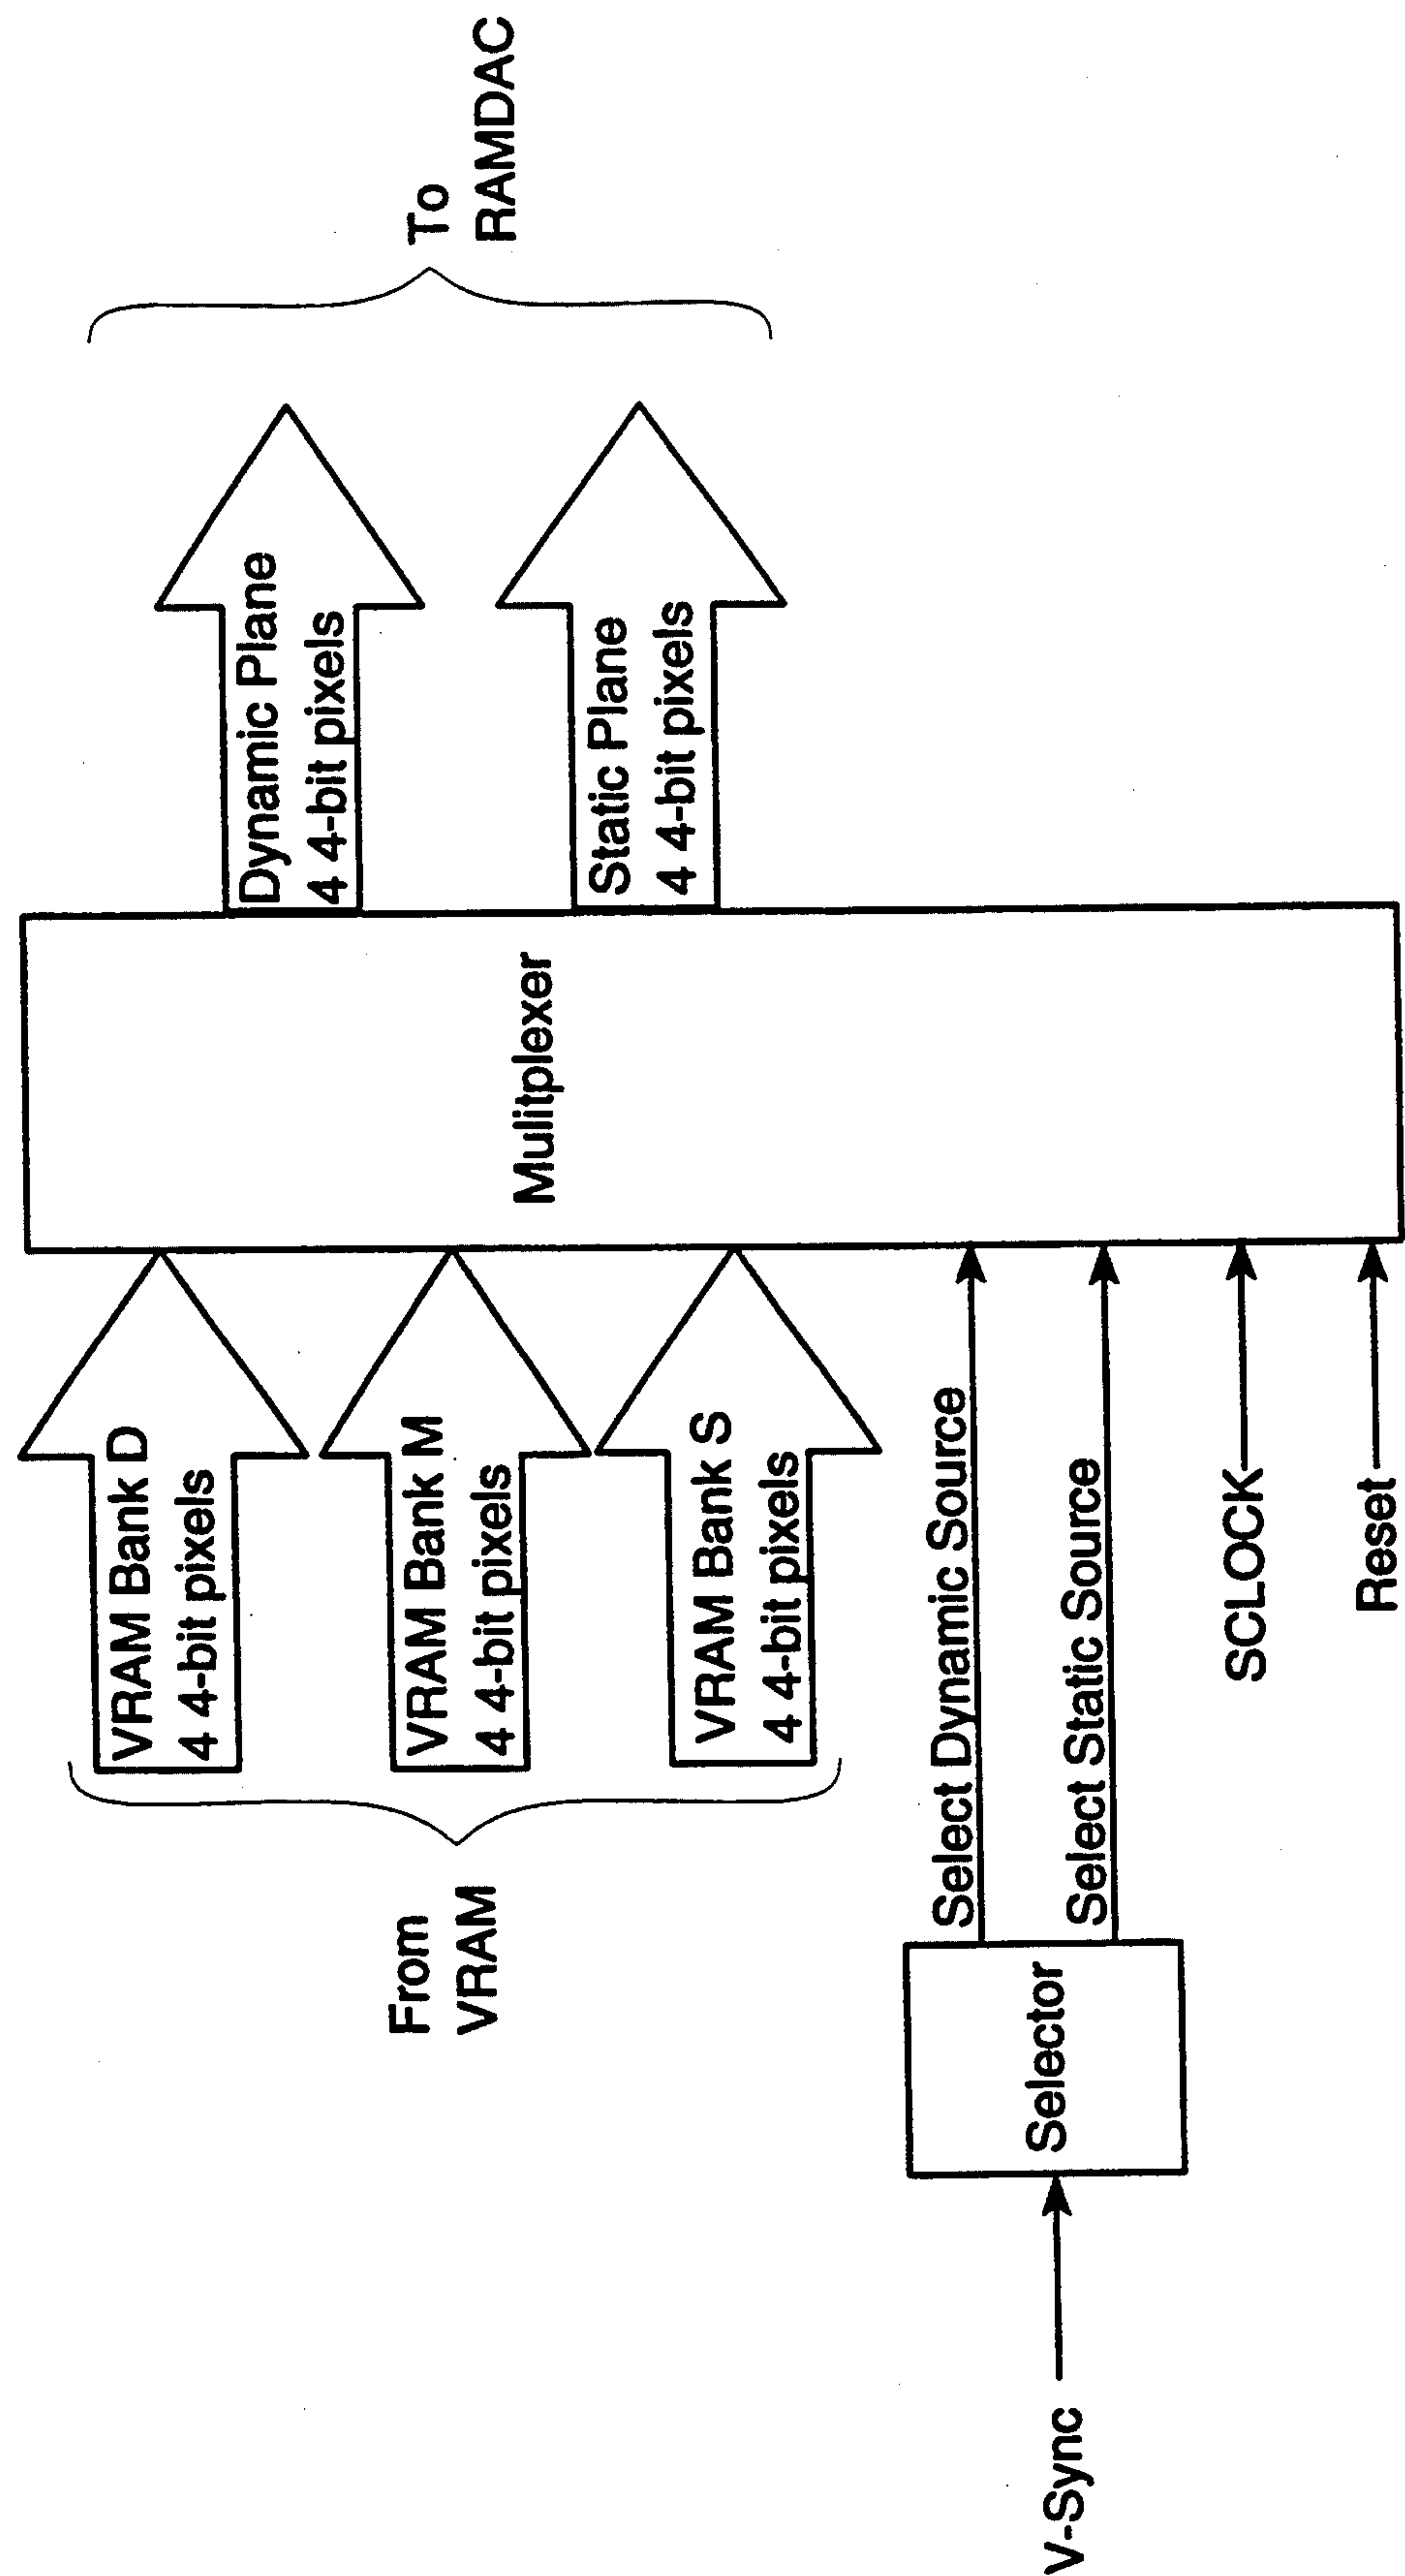 From
VRAM
VRAM Bank D
4 4-bit pixels
VRAM Bank M
4 4-bit pixels
VRAM Bank S
4 4-bit pixels
Mulitplexer
Dynamic Plane
4 4-bit pixels
Static Plane
4 4-bit pixels
To
RAMDAC
V-Sync
Selector
Select Dynamic Source
Select Static Source
SCLOCK
Reset